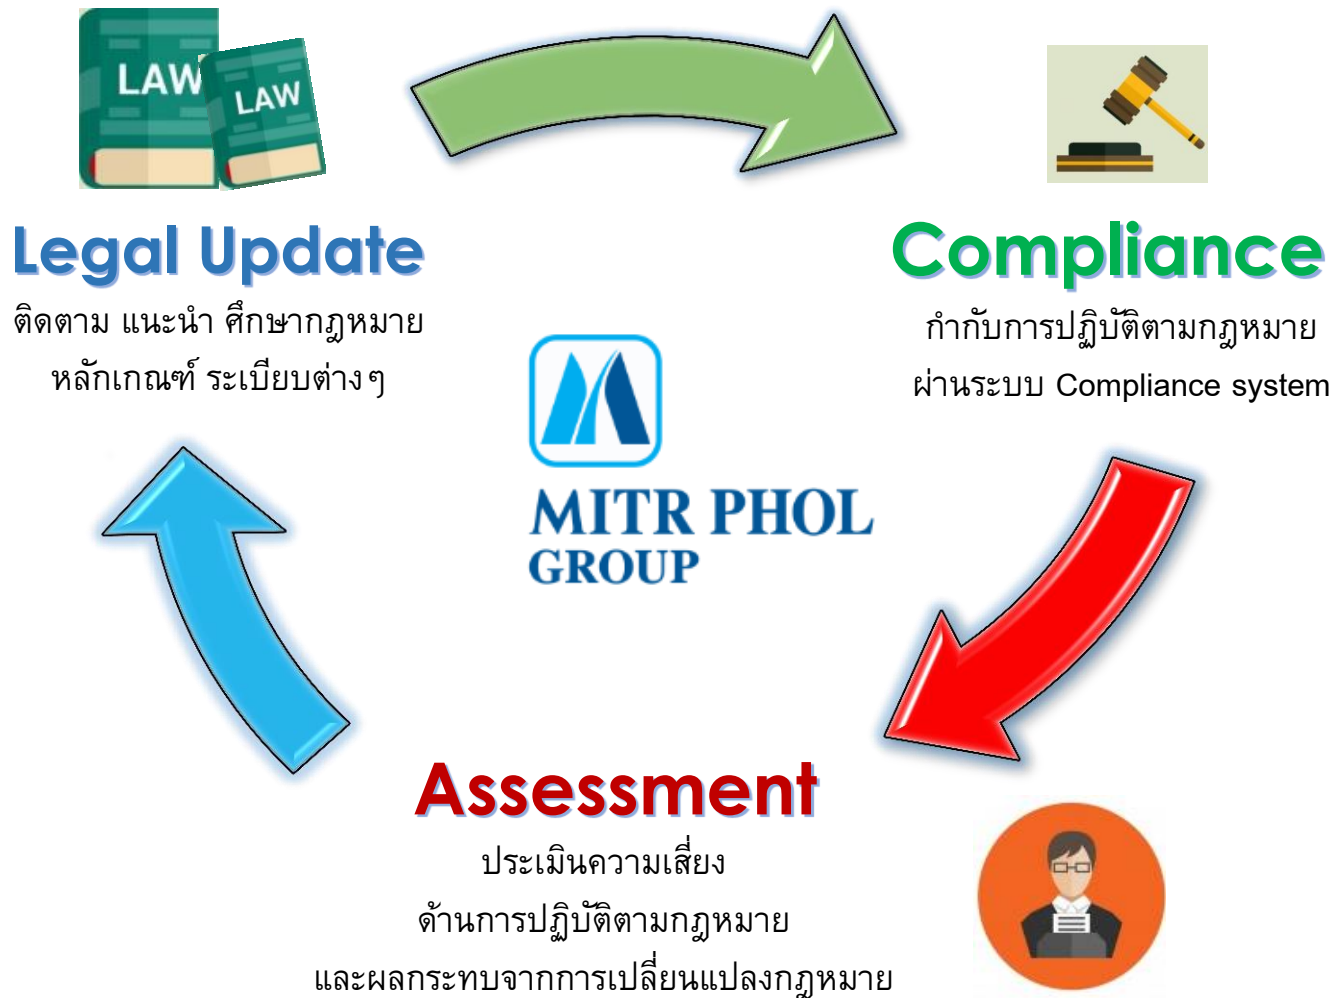 LAW
LAW
Legal Update
ติดตาม แนะนำ ศึกษากฎหมาย
หลักเกณฑ์ ระเบียบต่างๆ
Compliance
กำกับการปฏิบัติตามกฎหมาย
ผ่านระบบ Compliance system
MITR PHOL
GROUP
Assessment
ประเมินความเสี่ยง
ด้านการปฏิบัติตามกฎหมาย
และผลกระทบจากการเปลี่ยนแปลงกฎหมาย